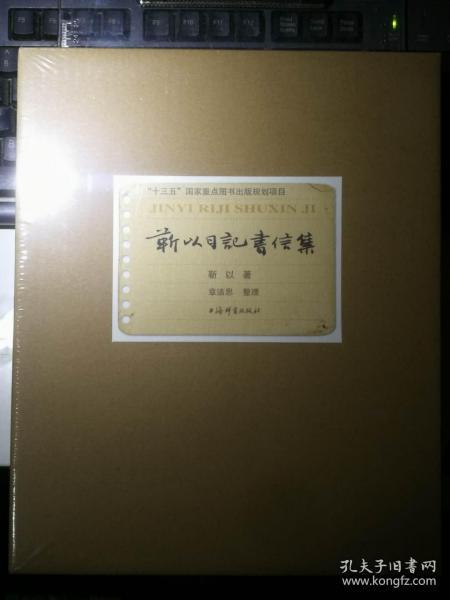 "十三五"国家重点图书出版规划项目
JINYI RIJI SHUXIN JI
靳以日記書信集
靳 以 著
章洁思 整理
上海辞书出版社
孔夫子旧书网
www.kongfz.com